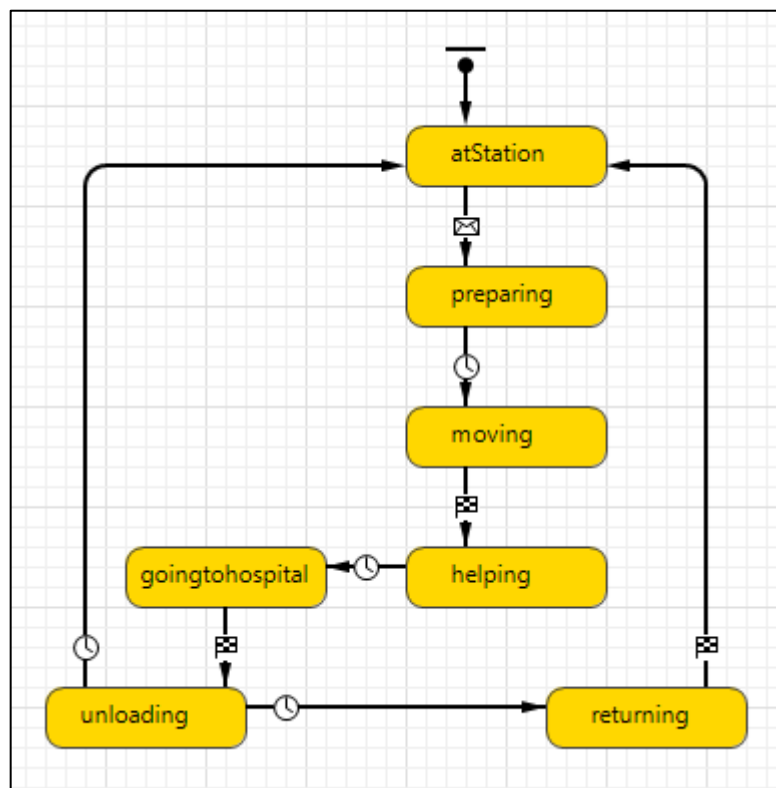 atStation
preparing
moving
goingtohospital
helping
unloading
returning